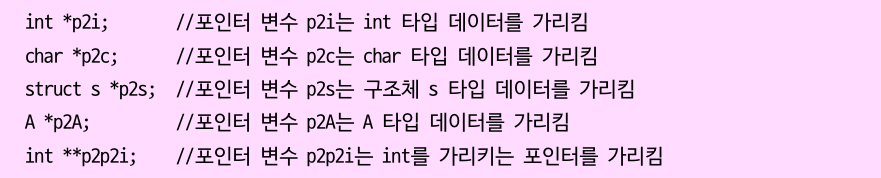 int *p2i;       //포인터 변수 p2i는 int 타입 데이터를 가리킴
char *p2c;      //포인터 변수 p2c는 char 타입 데이터를 가리킴
struct s *p2s;  //포인터 변수 p2s는 구조체 s 타입 데이터를 가리킴
A *p2A;         //포인터 변수 p2A는 A 타입 데이터를 가리킴
int **p2p2i;    //포인터 변수 p2p2i는 int를 가리키는 포인터를 가리킴